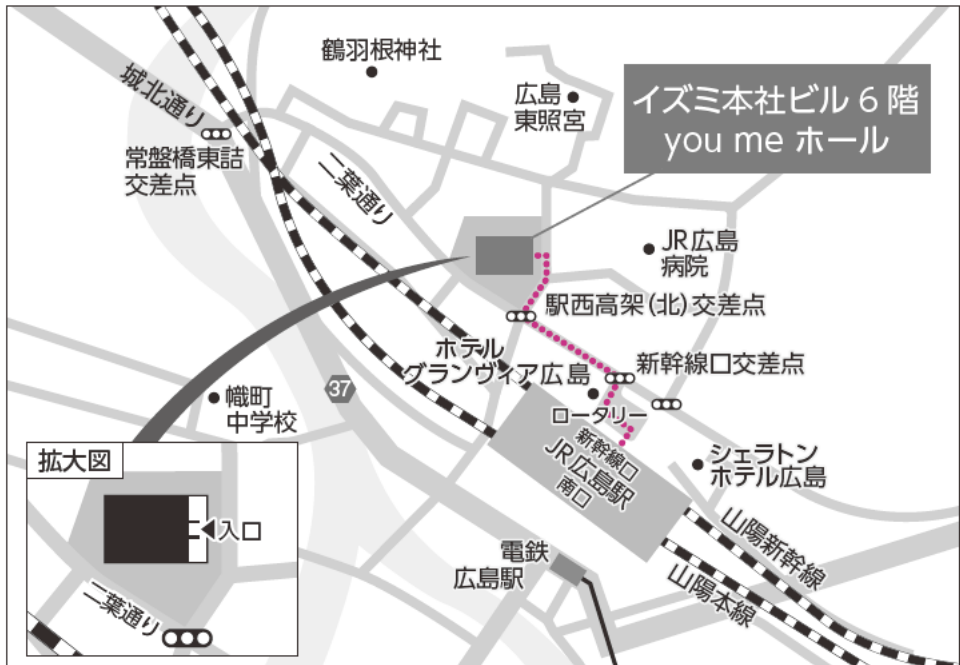 鶴羽根神社
城北通り
広島
東照宮
イズミ本社ビル 6 階
you me ホール
常盤橋東詰
交差点
二葉通り
JR広島
病院
駅西高架(北)交差点
ホテル
グランヴィア広島
新幹線口交差点
37
幟町
中学校
ロータリー
新幹線口
JR広島駅
南口
シェラトン
ホテル広島
拡大図
入口
二葉通り
電鉄
広島駅
山陽新幹線
山陽本線